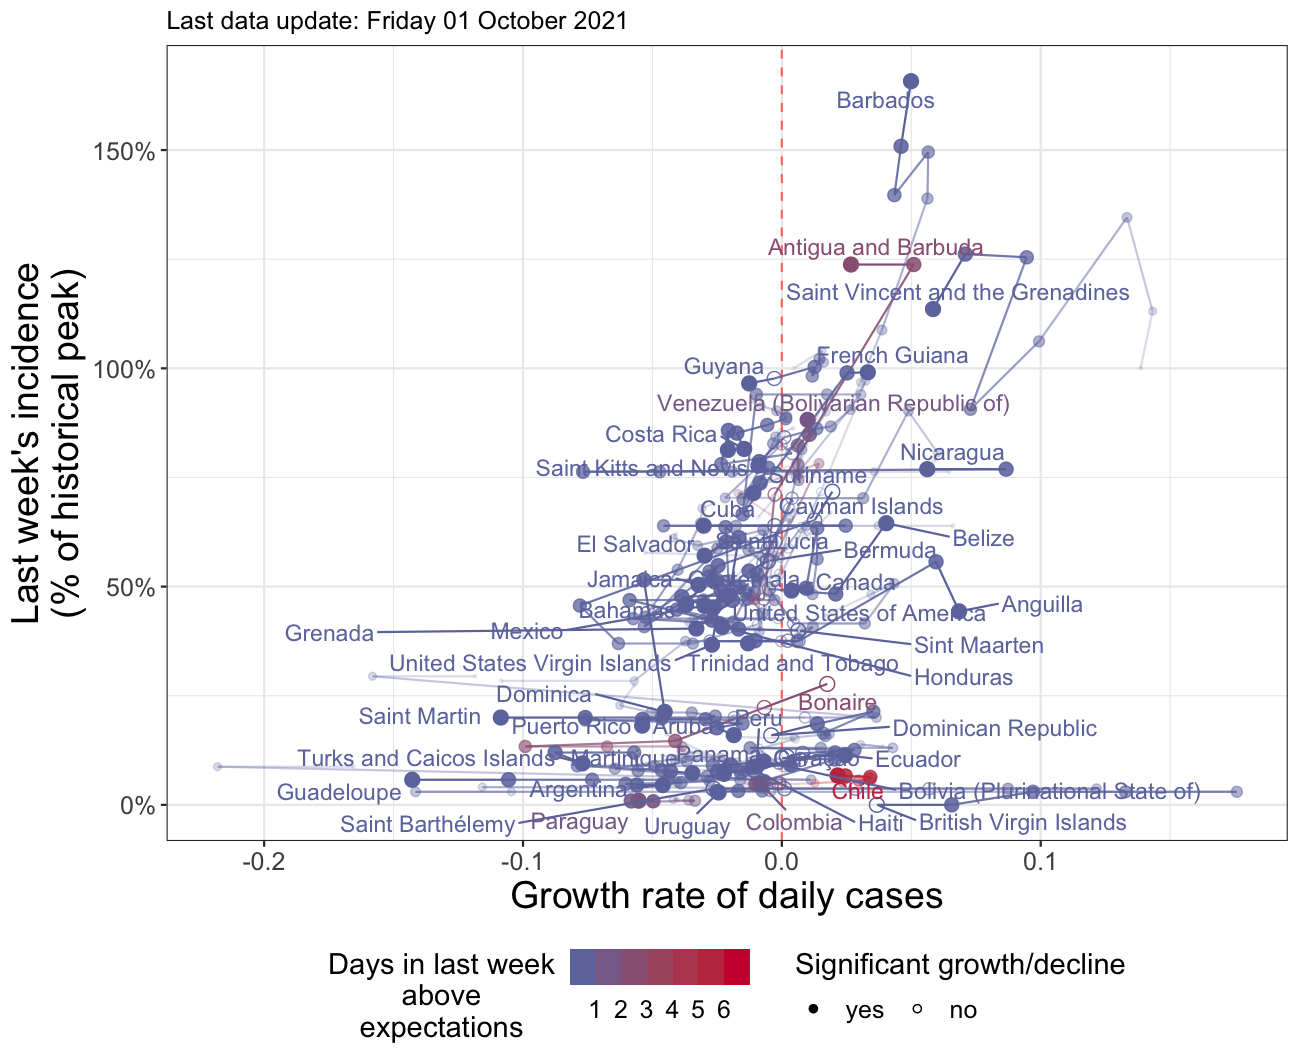 Last data update: Friday 01 October 2021
Last week's incidence
(% of historical peak)
150%
100%
50%
0%
Barbados
Antigua and Barbuda
Saint Vincent and the Grenadines
French Guiana
Guyana
Venezuela (Bolivarian Republic of)
Costa Rica
Nicaragua
Saint Kitts and Nevis
Suriname
Cuba
Cayman Islands
Belize
El Salvador
Saint Lucia
Bermuda
Jamaica
Guatemala
Canada
Anguilla
Bahamas
United States of America
Grenada
Mexico
Sint Maarten
United States Virgin Islands
Trinidad and Tobago
Honduras
Dominica
Bonaire
Saint Martin
Puerto Rico
Aruba
Peru
Dominican Republic
Turks and Caicos Islands
Martinique
Panama
Curaçao
Ecuador
Guadeloupe
Argentina
Chile
Bolivia (Plurinational State of)
Saint Barthélemy
Paraguay
Uruguay
Colombia
Haiti
British Virgin Islands
-0.2
-0.1
0.0
0.1
Growth rate of daily cases
Days in last week
above
expectations
1 2 3 4 5 6
Significant growth/decline
yes
no